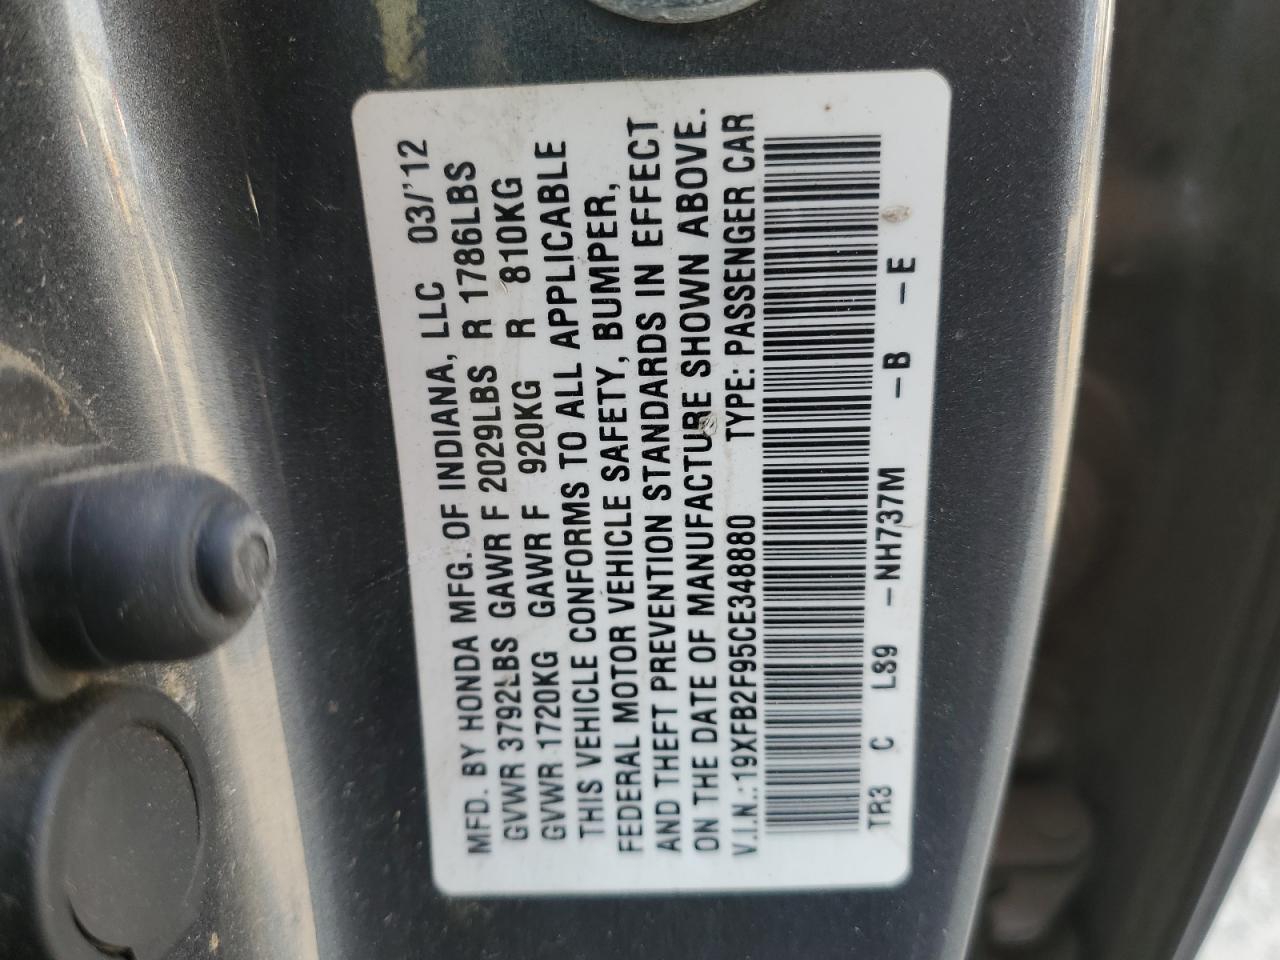 MFD. BY HONDA MFG. OF INDIANA, LLC 03/'12
GVWR 3792LBS GAWR F 2029LBS R 1786LBS
GVWR 1720KG GAWR F 920KG R 810KG
THIS VEHICLE CONFORMS TO ALL APPLICABLE
FEDERAL MOTOR VEHICLE SAFETY, BUMPER,
AND THEFT PREVENTION STANDARDS IN EFFECT
ON THE DATE OF MANUFACTURE SHOWN ABOVE.
V.I.N.:19XFB2F95CE348880 TYPE: PASSENGER CAR
TR3 C L89 -NH737M -B -E